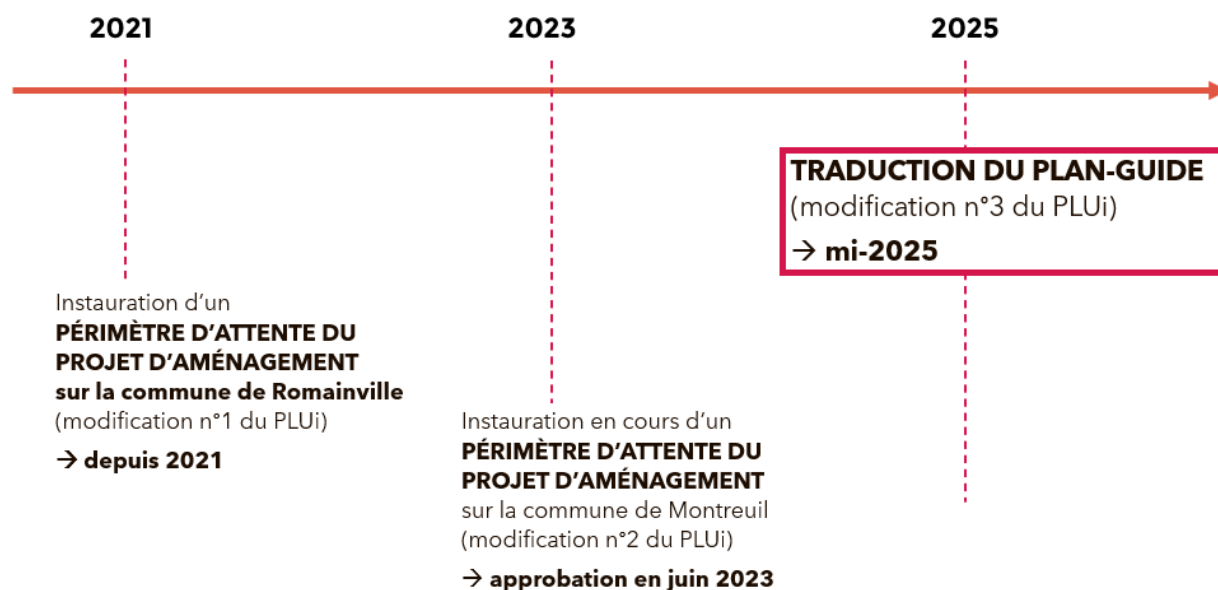 2021
2023
2025
TRADUCTION DU PLAN-GUIDE
(modification n°3 du PLUi)
→ mi-2025
Instauration d'un
PÉRIMÈTRE D'ATTENTE DU
PROJET D'AMÉNAGEMENT
sur la commune de Romainville
(modification n°1 du PLUi)
→ depuis 2021
Instauration en cours d'un
PÉRIMÈTRE D'ATTENTE DU
PROJET D'AMÉNAGEMENT
sur la commune de Montreuil
(modification n°2 du PLUi)
→ approbation en juin 2023